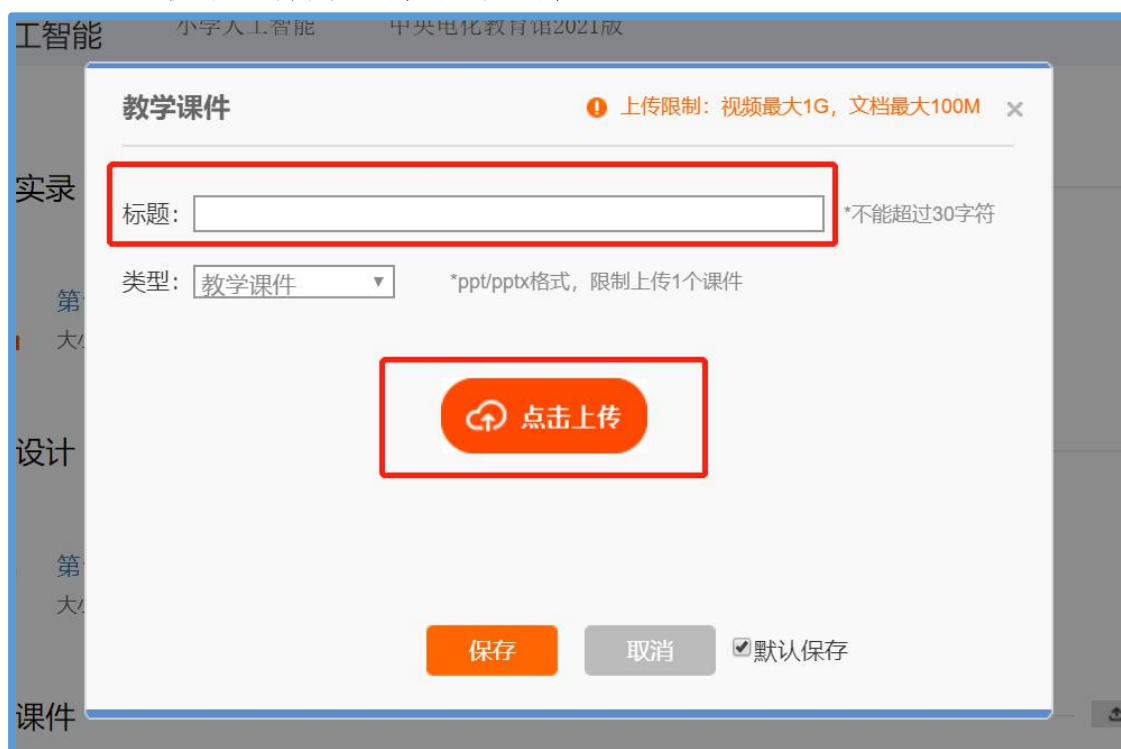 工智能 小学人工智能 中央电化教育馆2021版
教学课件 上传限制：视频最大1G，文档最大100M ×
实录
标题： *不能超过30字符
类型： 教学课件 ▼ *ppt/pptx格式，限制上传1个课件
第
大小
点击上传
设计
第
大小
保存 取消 默认保存
课件